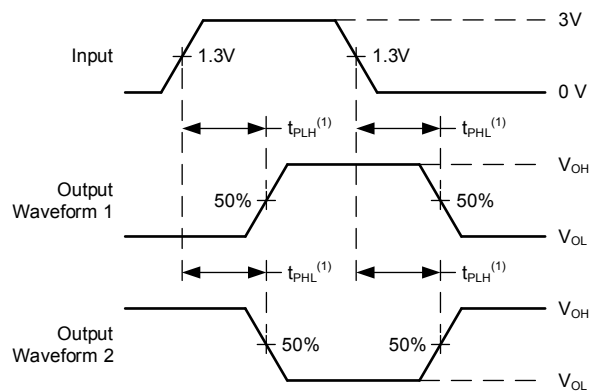 3V
Input
1.3V
1.3V
0 V
tPLH(1)
tPHL(1)
VOH
Output
Waveform 1
50%
50%
VOL
tPHL(1)
tPLH(1)
VOH
Output
Waveform 2
50%
50%
VOL